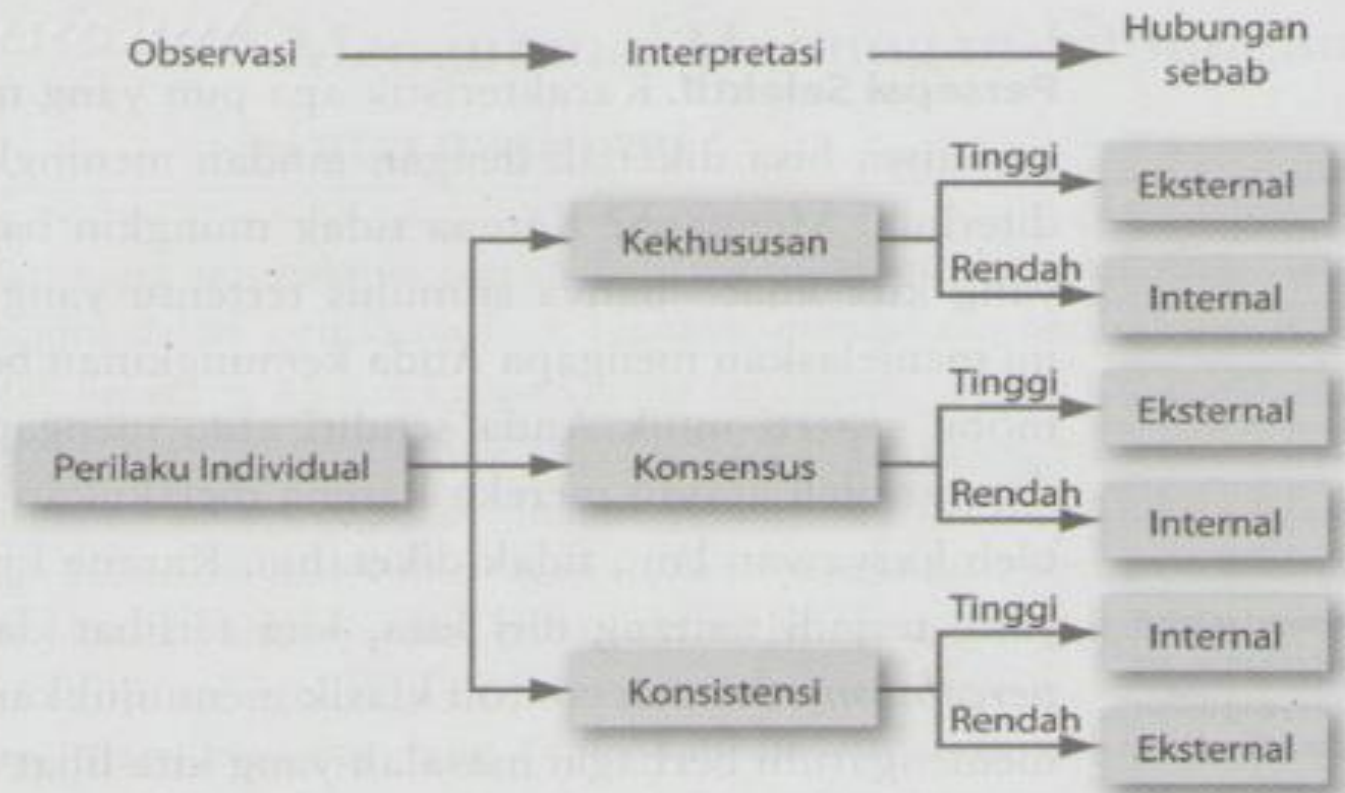 Observasi
Interpretasi
Hubungan
sebab
Perilaku Individual
Kekhususan
Tinggi
Eksternal
Rendah
Internal
Konsensus
Tinggi
Eksternal
Rendah
Internal
Konsistensi
Tinggi
Internal
Rendah
Eksternal